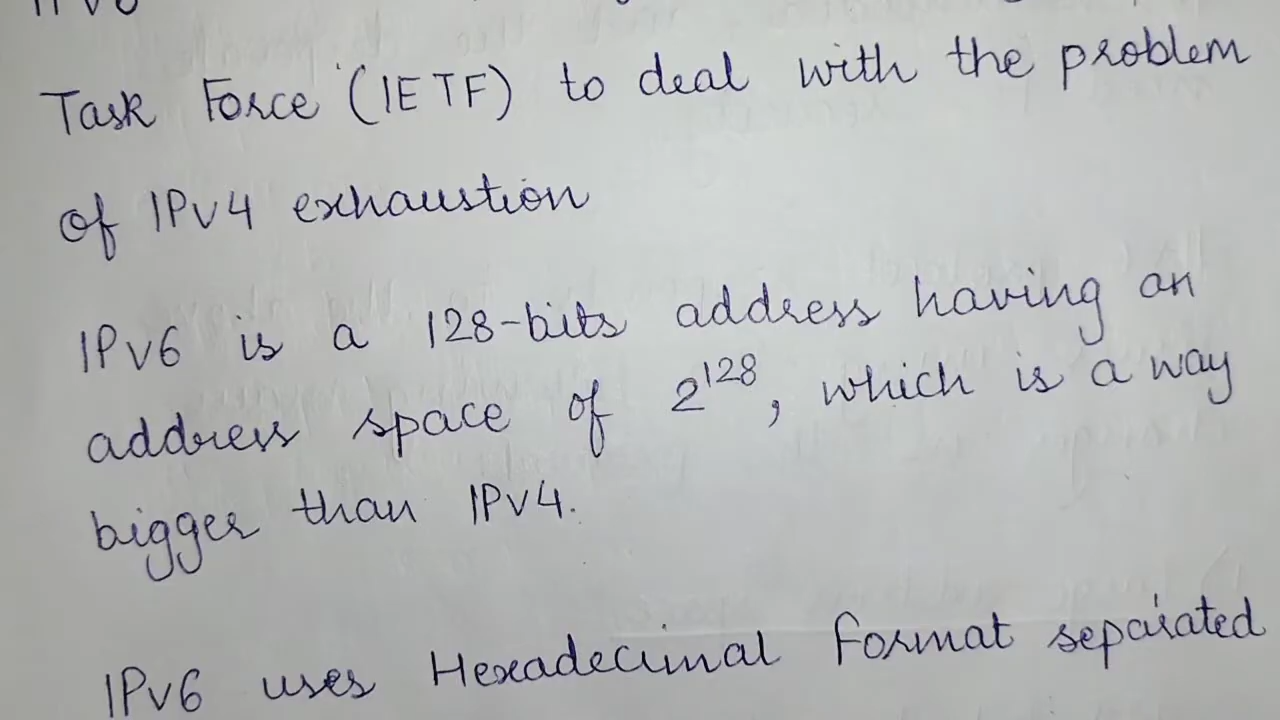 Task Force (IETF) to deal with the problem
of IPv4 exhaustion
IPv6 is a 128-bits address having an
address space of 2^128, which is a way
bigger than IPv4.
IPv6 uses Hexadecimal Format separated